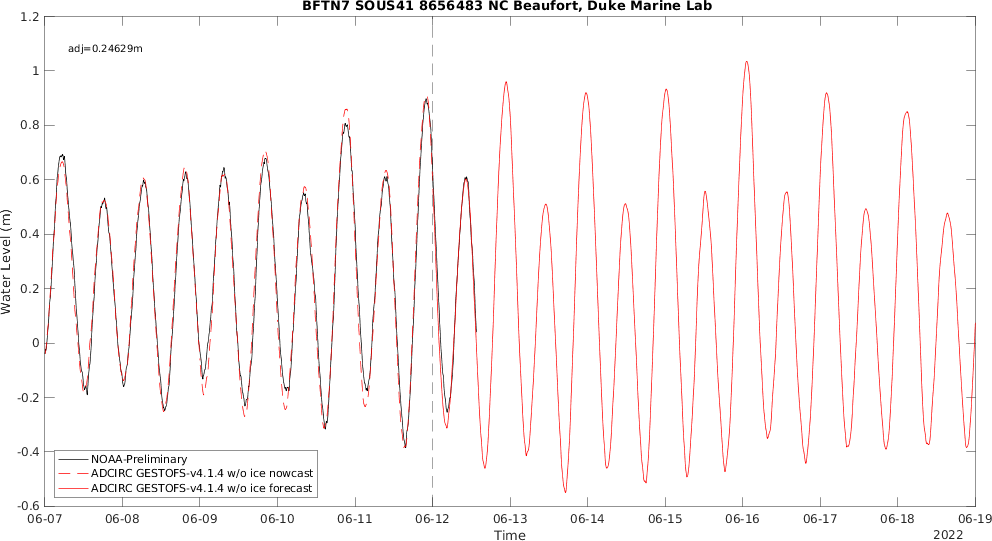 BFTN7 SOUS41 8656483 NC Beaufort, Duke Marine Lab
adj=0.24629m
1.2
1
0.8
0.6
0.4
0.2
0
-0.2
-0.4
-0.6
Water Level (m)
NOAA-Preliminary
ADCIRC GESTOFS-v4.1.4 w/o ice nowcast
ADCIRC GESTOFS-v4.1.4 w/o ice forecast
06-07 06-08 06-09 06-10 06-11 06-12 06-13 06-14 06-15 06-16 06-17 06-18 06-19
Time
2022